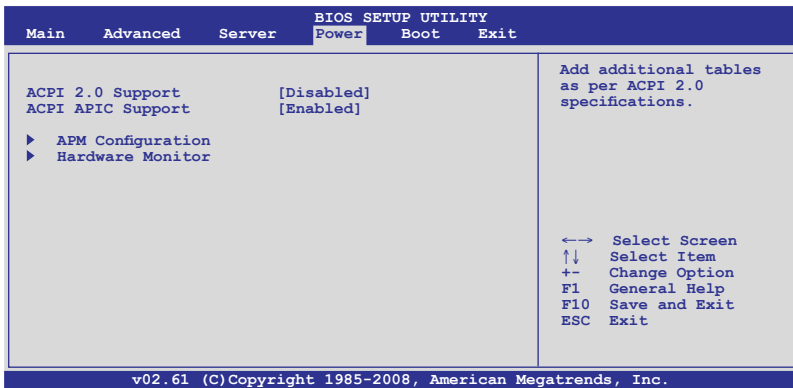 BIOS SETUP UTILITY
Main Advanced Server Power Boot Exit
ACPI 2.0 Support [Disabled]
ACPI APIC Support [Enabled]
APM Configuration
Hardware Monitor
Add additional tables
as per ACPI 2.0
specifications.
←→ Select Screen
↑↓ Select Item
+- Change Option
F1 General Help
F10 Save and Exit
ESC Exit
v02.61 (C)Copyright 1985-2008, American Megatrends, Inc.